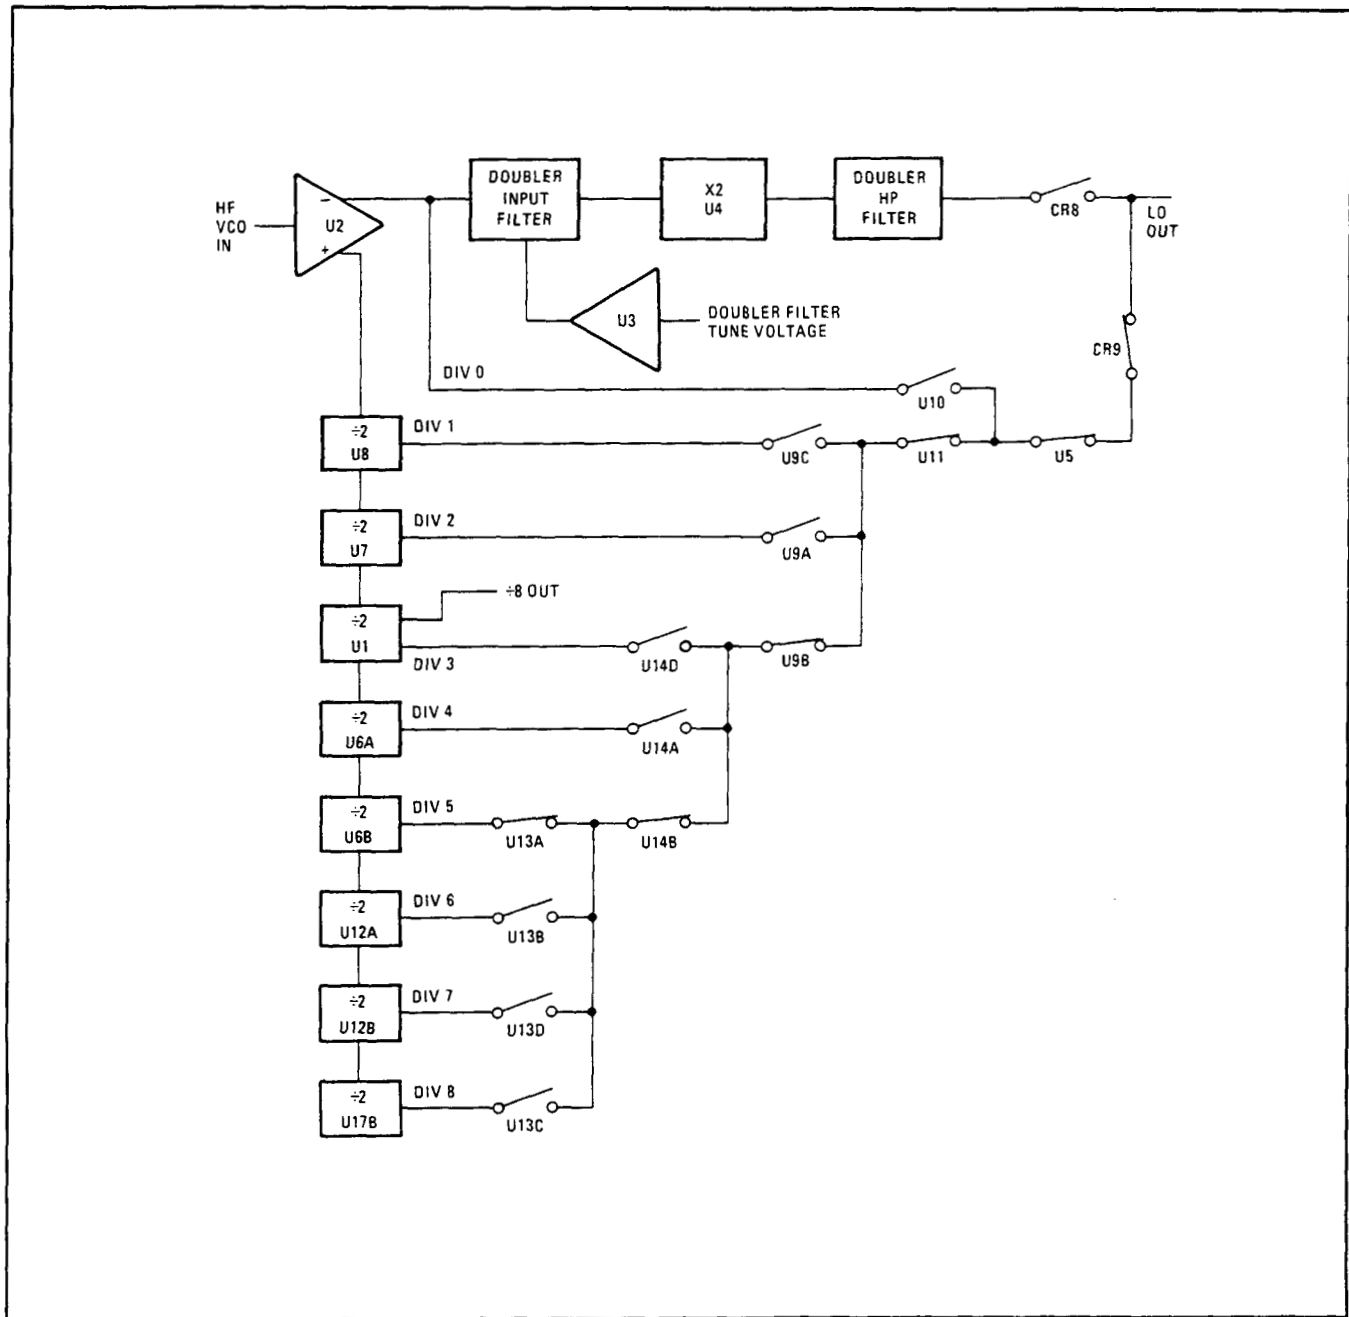 HF
VCO
IN
−
U2
+
DOUBLER
INPUT
FILTER
X2
U4
DOUBLER
HP
FILTER
CR8
LO
OUT
U3
DOUBLER FILTER
TUNE VOLTAGE
CR9
DIV 0
U10
÷2
U8
DIV 1
U9C
U11
U5
÷2
U7
DIV 2
U9A
÷8 OUT
÷2
U1
DIV 3
U14D
U9B
÷2
U6A
DIV 4
U14A
÷2
U6B
DIV 5
U13A
U14B
÷2
U12A
DIV 6
U13B
÷2
U12B
DIV 7
U13D
÷2
U17B
DIV 8
U13C